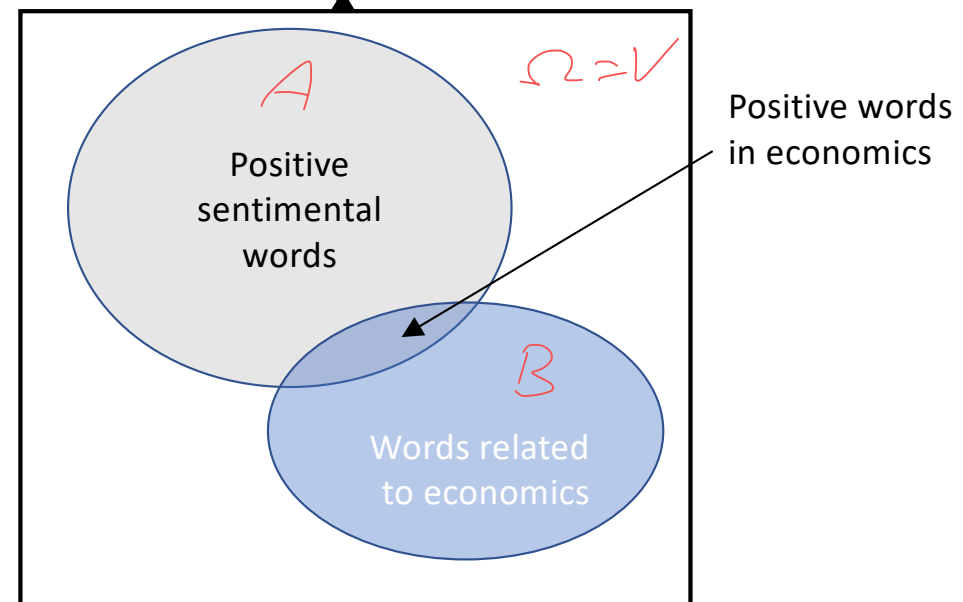 A
Ω=V
Positive
sentimental
words
Positive words
in economics
B
Words related
to economics